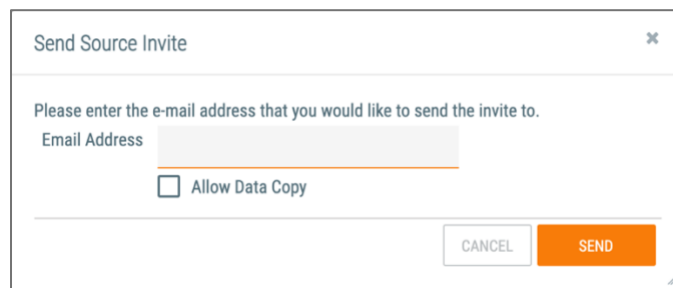 Send Source Invite
Please enter the e-mail address that you would like to send the invite to.
Email Address
Allow Data Copy
CANCEL
SEND